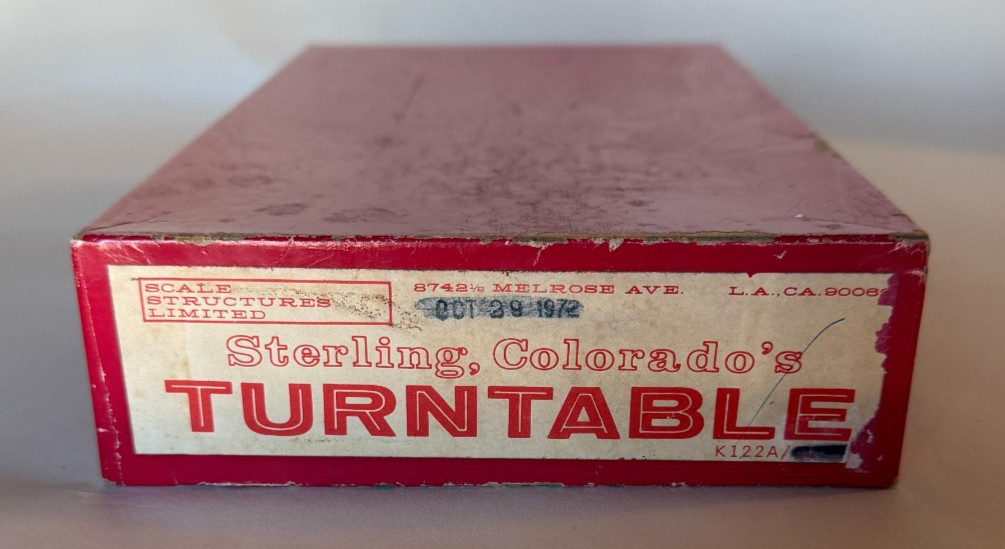 SCALE
STRUCTURES
LIMITED
8742½ MELROSE AVE. L.A., CA. 9006
OCT 29 1972
Sterling, Colorado's
TURNTABLE
K122A/